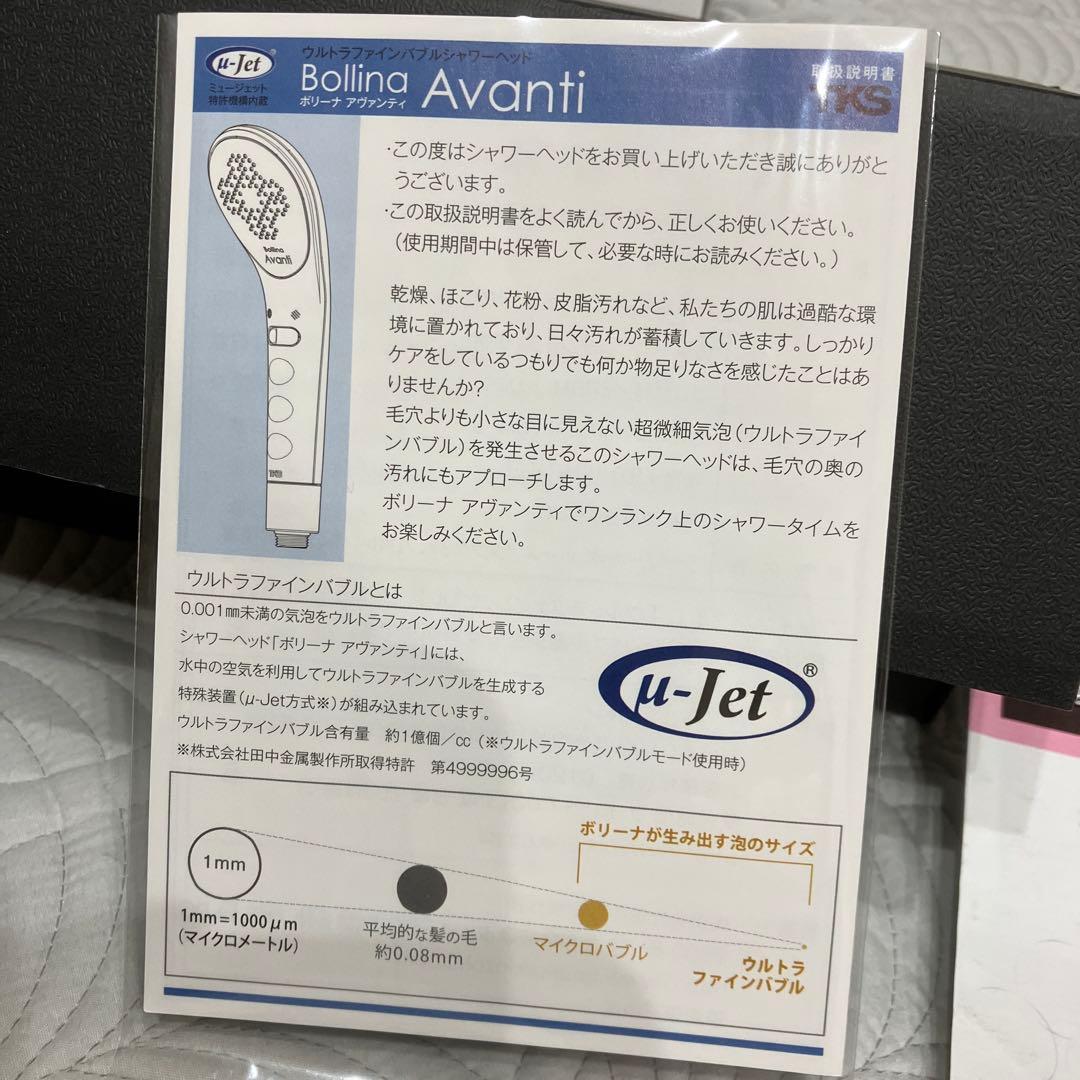 μ-Jet
ミュージェット
特許機構内蔵
ウルトラファインバブルシャワーヘッド
Bollina Avanti
ボリーナ アヴァンティ
取扱説明書
TKS
Bollina
Avanti
TKS
・この度はシャワーヘッドをお買い上げいただき誠にありがと
うございます。
・この取扱説明書をよく読んでから、正しくお使いください。
（使用期間中は保管して、必要な時にお読みください。）
乾燥、ほこり、花粉、皮脂汚れなど、私たちの肌は過酷な環
境に置かれており、日々汚れが蓄積していきます。しっかり
ケアをしているつもりでも何か物足りなさを感じたことはあ
りませんか?
毛穴よりも小さな目に見えない超微細気泡（ウルトラファイ
ンバブル）を発生させるこのシャワーヘッドは、毛穴の奥の
汚れにもアプローチします。
ボリーナ アヴァンティでワンランク上のシャワータイムを
お楽しみください。
ウルトラファインバブルとは
0.001㎜未満の気泡をウルトラファインバブルと言います。
シャワーヘッド「ボリーナ アヴァンティ」には、
水中の空気を利用してウルトラファインバブルを生成する
特殊装置（μ-Jet方式※）が組み込まれています。
ウルトラファインバブル含有量 約1億個／㏄（※ウルトラファインバブルモード使用時）
※株式会社田中金属製作所取得特許 第4999996号
μ-Jet®
ボリーナが生み出す泡のサイズ
1mm
1mm=1000μm
(マイクロメートル)
平均的な髪の毛
約0.08mm
マイクロバブル
ウルトラ
ファインバブル